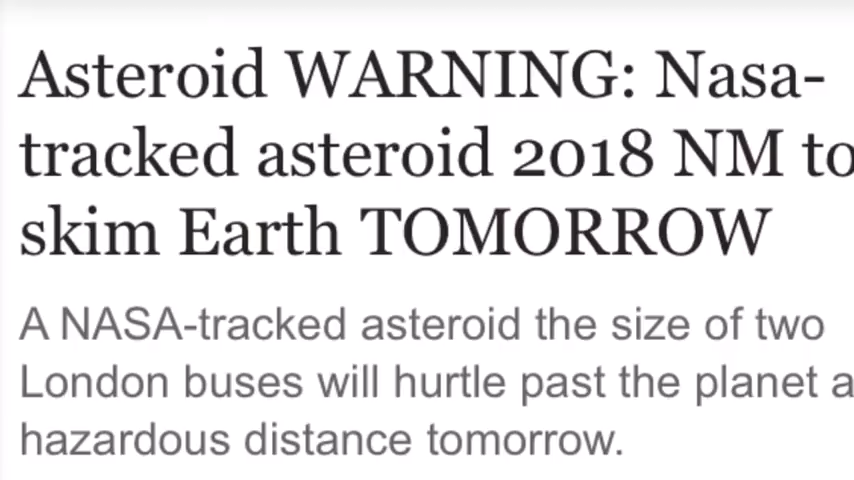 Asteroid WARNING: Nasa-
tracked asteroid 2018 NM to
skim Earth TOMORROW
A NASA-tracked asteroid the size of two
London buses will hurtle past the planet a
hazardous distance tomorrow.